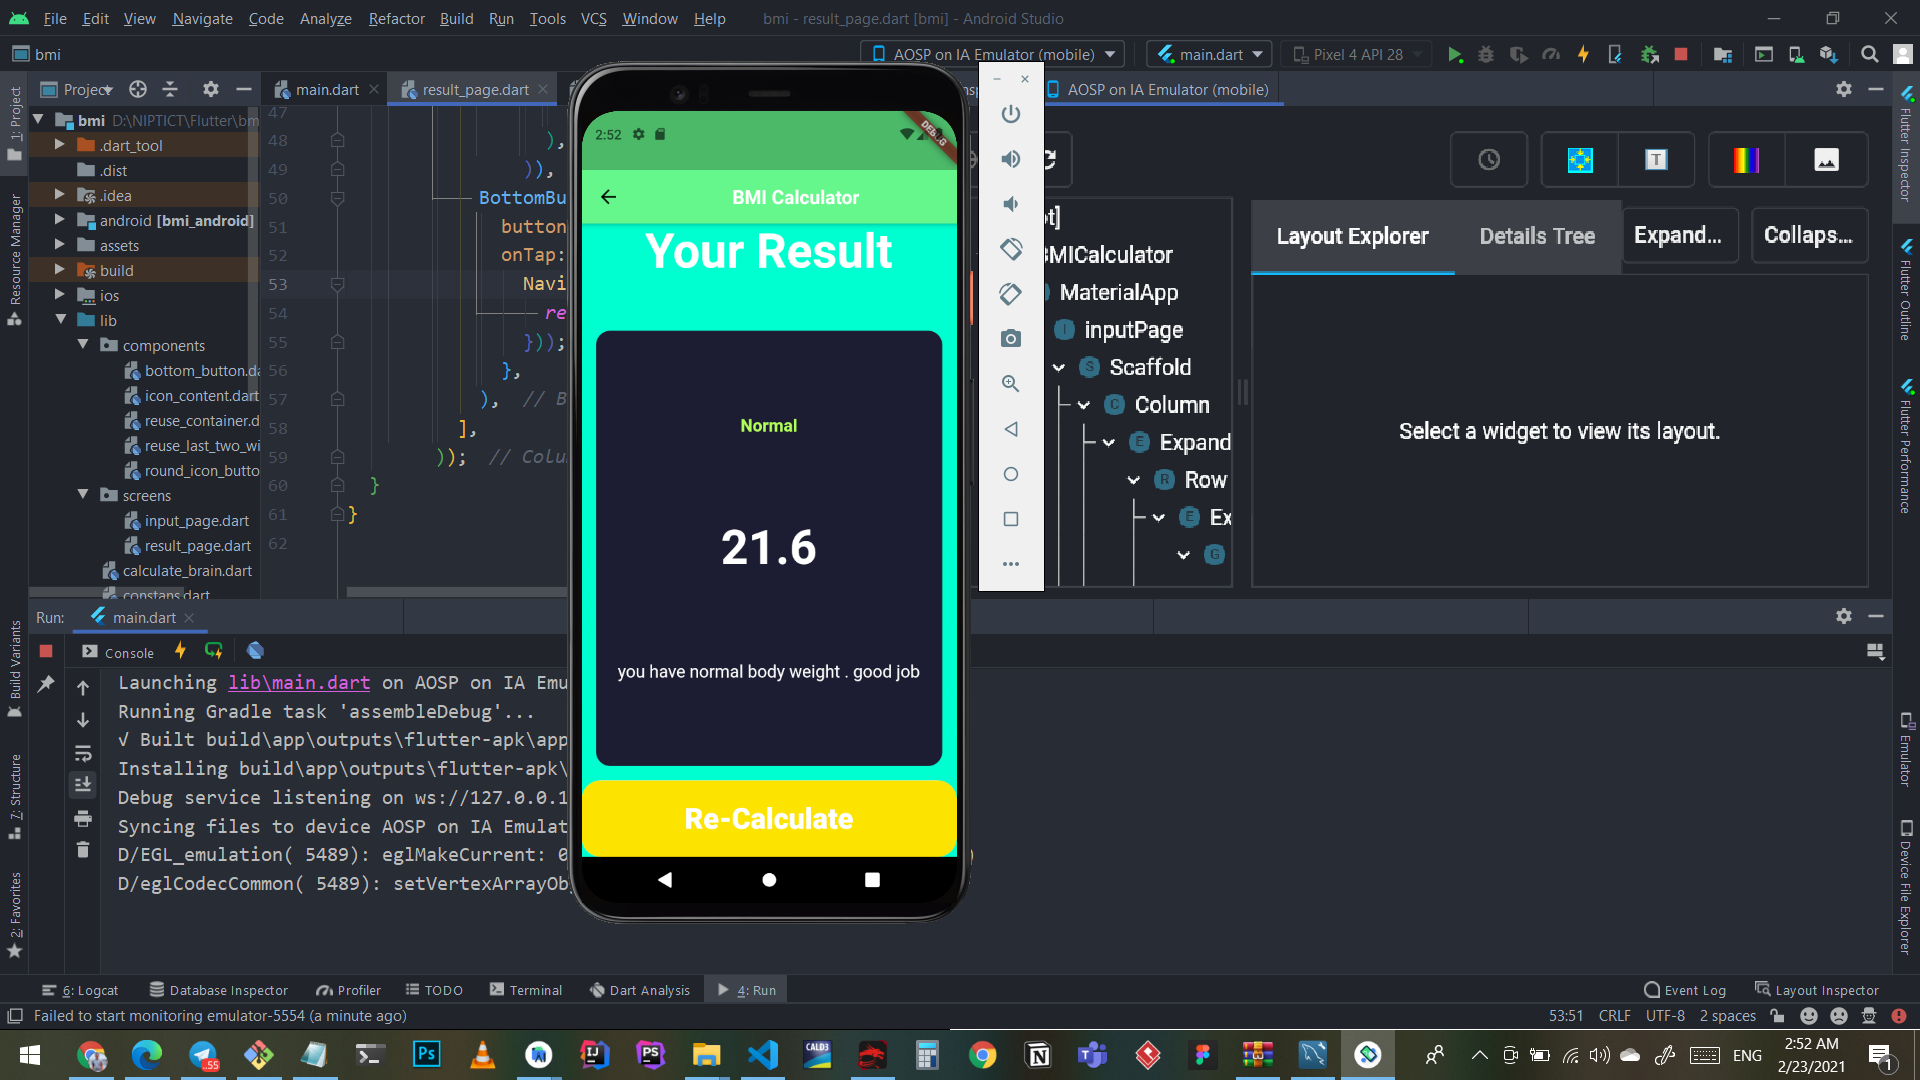 File Edit View Navigate Code Analyze Refactor Build Run Tools VCS Window Help bmi - result_page.dart [bmi] - Android Studio
bmi
AOSP on IA Emulator (mobile)
main.dart
Pixel 4 API 28
1: Project
Resource Manager
Build Variants
7: Structure
2: Favorites
Project
bmi D:\NIPTICT\Flutter\bm
.dart_tool
.dist
.idea
android [bmi_android]
assets
build
ios
lib
components
bottom_button.da
icon_content.dart
reuse_container.d
reuse_last_two_wi
round_icon_butto
screens
input_page.dart
result_page.dart
calculate_brain.dart
constans.dart
main.dart
result_page.dart
47
48 ),
49 )),
50 BottomBu
51 button
52 onTap:
53 Navi
54 re
55 }));
56 },
57 ), // B
58 ],
59 )); // Colu
60 }
61 }
62
2:52
DEBUG
BMI Calculator
Your Result
Normal
21.6
you have normal body weight . good job
Re-Calculate
AOSP on IA Emulator (mobile)
ot]
BMICalculator
MaterialApp
I inputPage
S Scaffold
C Column
E Expand
R Row
E Ex
G
T
Layout Explorer
Details Tree
Expand...
Collaps...
Select a widget to view its layout.
Flutter Inspector
Flutter Outline
Flutter Performance
Emulator
Device File Explorer
Run: main.dart
Console
Launching lib\main.dart on AOSP on IA Emu
Running Gradle task 'assembleDebug'...
√ Built build\app\outputs\flutter-apk\app
Installing build\app\outputs\flutter-apk\
Debug service listening on ws://127.0.0.1
Syncing files to device AOSP on IA Emulat
D/EGL_emulation( 5489): eglMakeCurrent: 0
D/eglCodecCommon( 5489): setVertexArrayOb
6: Logcat
Database Inspector
Profiler
TODO
Terminal
Dart Analysis
4: Run
Event Log
Layout Inspector
Failed to start monitoring emulator-5554 (a minute ago)
53:51 CRLF UTF-8 2 spaces
..55
Ps
IJ
PS
CALD3
N
ENG
2:52 AM
2/23/2021
1